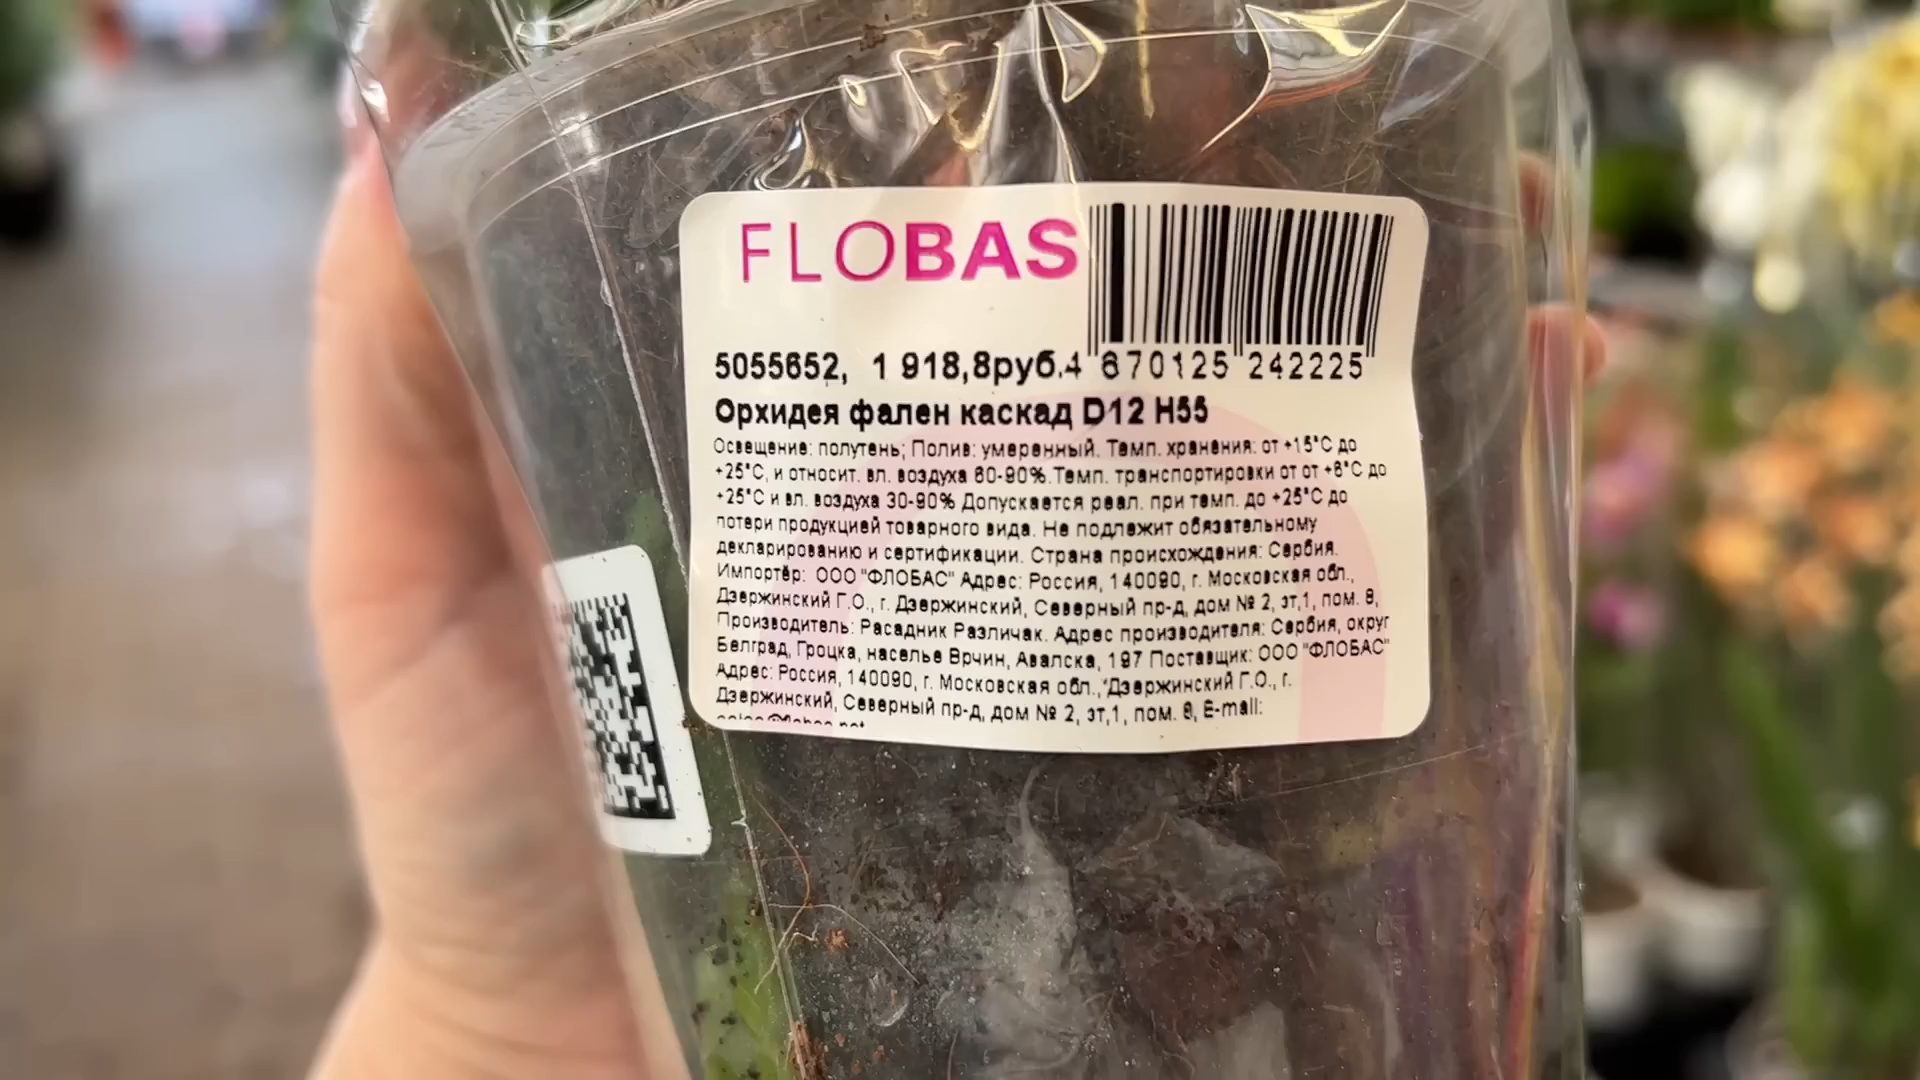 FLOBAS
5055652, 1 918,8руб.4 670125 242225
Орхидея фален каскад D12 H55
Освещение: полутень; Полив: умеренный. Темп. хранения: от +15°С до
+25°С, и относит. вл. воздуха 60-90%.Темп. транспортировки от от +6°С до
+25°С и вл. воздуха 30-90% Допускается реал. при темп. до +25°С до
потери продукцией товарного вида. Не подлежит обязательному
декларированию и сертификации. Страна происхождения: Сербия.
Импортёр: ООО "ФЛОБАС" Адрес: Россия, 140090, г. Московская обл.,
Дзержинский Г.О., г. Дзержинский, Северный пр-д, дом № 2, эт,1, пом. 8,
Производитель: Расадник Различак. Адрес производителя: Сербия, округ
Белград, Гроцка, населье Врчин, Авалска, 197 Поставщик: ООО "ФЛОБАС"
Адрес: Россия, 140090, г. Московская обл., Дзержинский Г.О., г.
Дзержинский, Северный пр-д, дом № 2, эт,1, пом. 8, E-mail: